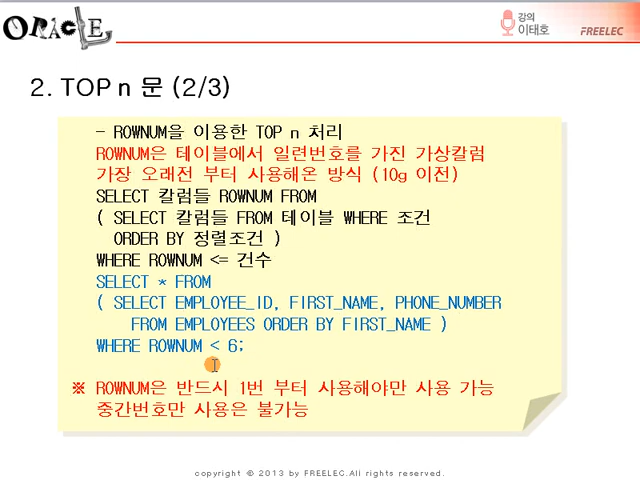 ORACLE
강의
이태호
FREELEC
2. TOP n 문 (2/3)
- ROWNUM을 이용한 TOP n 처리
ROWNUM은 테이블에서 일련번호를 가진 가상칼럼
가장 오래전 부터 사용해온 방식 (10g 이전)
SELECT 칼럼들 ROWNUM FROM
( SELECT 칼럼들 FROM 테이블 WHERE 조건
ORDER BY 정렬조건 )
WHERE ROWNUM <= 건수
SELECT * FROM
( SELECT EMPLOYEE_ID, FIRST_NAME, PHONE_NUMBER
FROM EMPLOYEES ORDER BY FIRST_NAME )
WHERE ROWNUM < 6;
※ ROWNUM은 반드시 1번 부터 사용해야만 사용 가능
중간번호만 사용은 불가능
copyright © 2013 by FREELEC.All rights reserved.